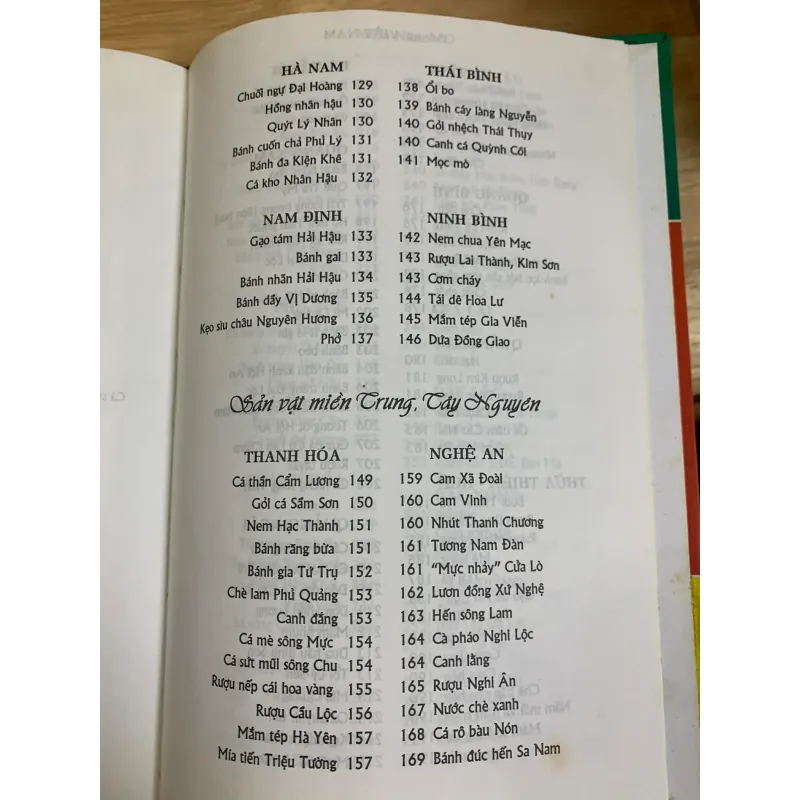 HÀ NAM
Chuối ngự Đại Hoàng 129
Hồng nhân hậu 130
Quýt Lý Nhân 130
Bánh cuốn chả Phủ Lý 131
Bánh đa Kiện Khê 131
Cá kho Nhân Hậu 132
THÁI BÌNH
138 Ổi bo
139 Bánh cáy làng Nguyễn
140 Gỏi nhệch Thái Thụy
140 Canh cá Quỳnh Côi
141 Mọc mò
NAM ĐỊNH
Gạo tám Hải Hậu 133
Bánh gai 133
Bánh nhãn Hải Hậu 134
Bánh dầy Vị Dương 135
Kẹo sìu châu Nguyên Hương 136
Phở 137
NINH BÌNH
142 Nem chua Yên Mạc
143 Rượu Lai Thành, Kim Sơn
143 Cơm cháy
144 Tái dê Hoa Lư
145 Mắm tép Gia Viễn
146 Dưa Đồng Giao
Sản vật miền Trung, Tây Nguyên
THANH HÓA
Cá thần Cẩm Lương 149
Gỏi cá Sầm Sơn 150
Nem Hạc Thành 151
Bánh răng bừa 151
Bánh gia Tứ Trụ 152
Chè lam Phủ Quảng 153
Canh đắng 153
Cá mè sông Mực 154
Cá sứt mũi sông Chu 154
Rượu nếp cái hoa vàng 155
Rượu Cầu Lộc 156
Mắm tép Hà Yên 157
Mía tiến Triệu Tường 157
NGHỆ AN
159 Cam Xã Đoài
160 Cam Vinh
160 Nhút Thanh Chương
161 Tương Nam Đàn
161 "Mực nhảy" Cửa Lò
162 Lươn đồng Xứ Nghệ
163 Hến sông Lam
164 Cà pháo Nghi Lộc
164 Canh lằng
165 Rượu Nghi Ân
167 Nước chè xanh
168 Cá rô bàu Nón
169 Bánh đúc hến Sa Nam